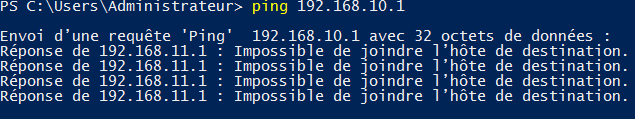 PS C:\Users\Administrateur> ping 192.168.10.1
Envoi d'une requête 'Ping'  192.168.10.1 avec 32 octets de données :
Réponse de 192.168.11.1 : Impossible de joindre l'hôte de destination.
Réponse de 192.168.11.1 : Impossible de joindre l'hôte de destination.
Réponse de 192.168.11.1 : Impossible de joindre l'hôte de destination.
Réponse de 192.168.11.1 : Impossible de joindre l'hôte de destination.